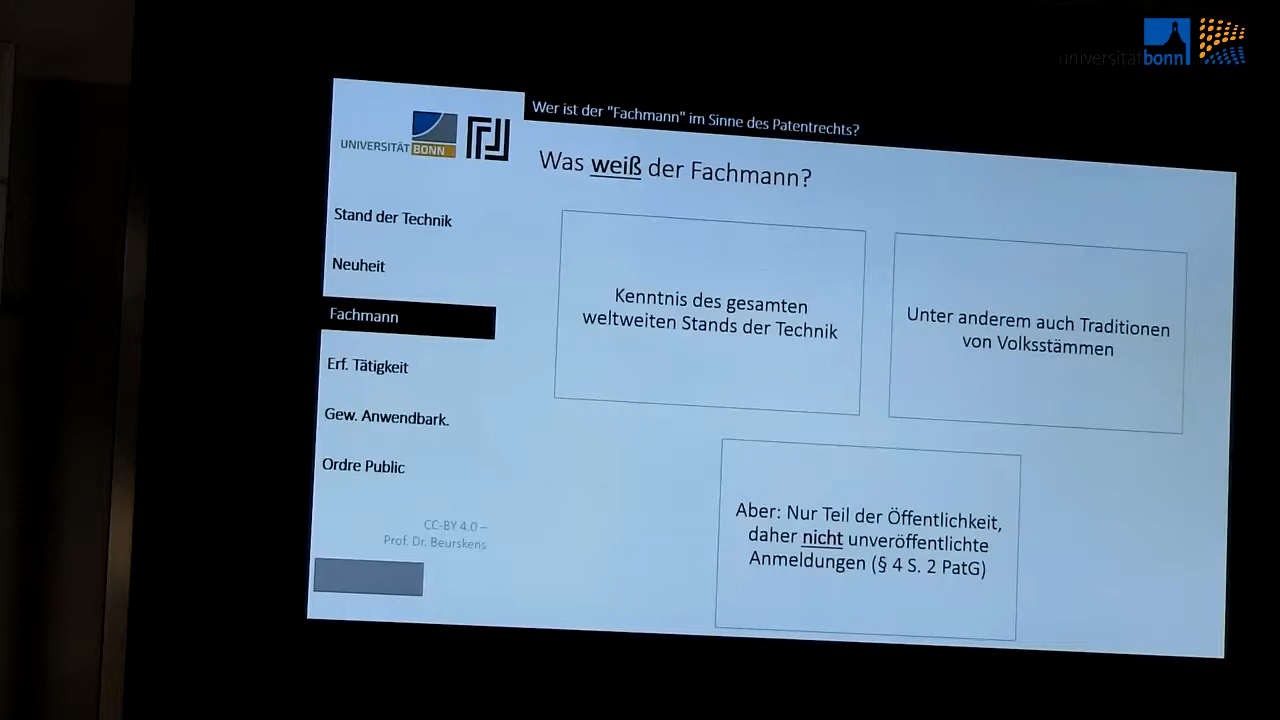 universitätbonn
Wer ist der "Fachmann" im Sinne des Patentrechts?
UNIVERSITÄT BONN
Was weiß der Fachmann?
Stand der Technik
Neuheit
Fachmann
Erf. Tätigkeit
Gew. Anwendbark.
Ordre Public
CC-BY 4.0 –
Prof. Dr. Beurskens
Kenntnis des gesamten
weltweiten Stands der Technik
Unter anderem auch Traditionen
von Volksstämmen
Aber: Nur Teil der Öffentlichkeit,
daher nicht unveröffentlichte
Anmeldungen (§ 4 S. 2 PatG)